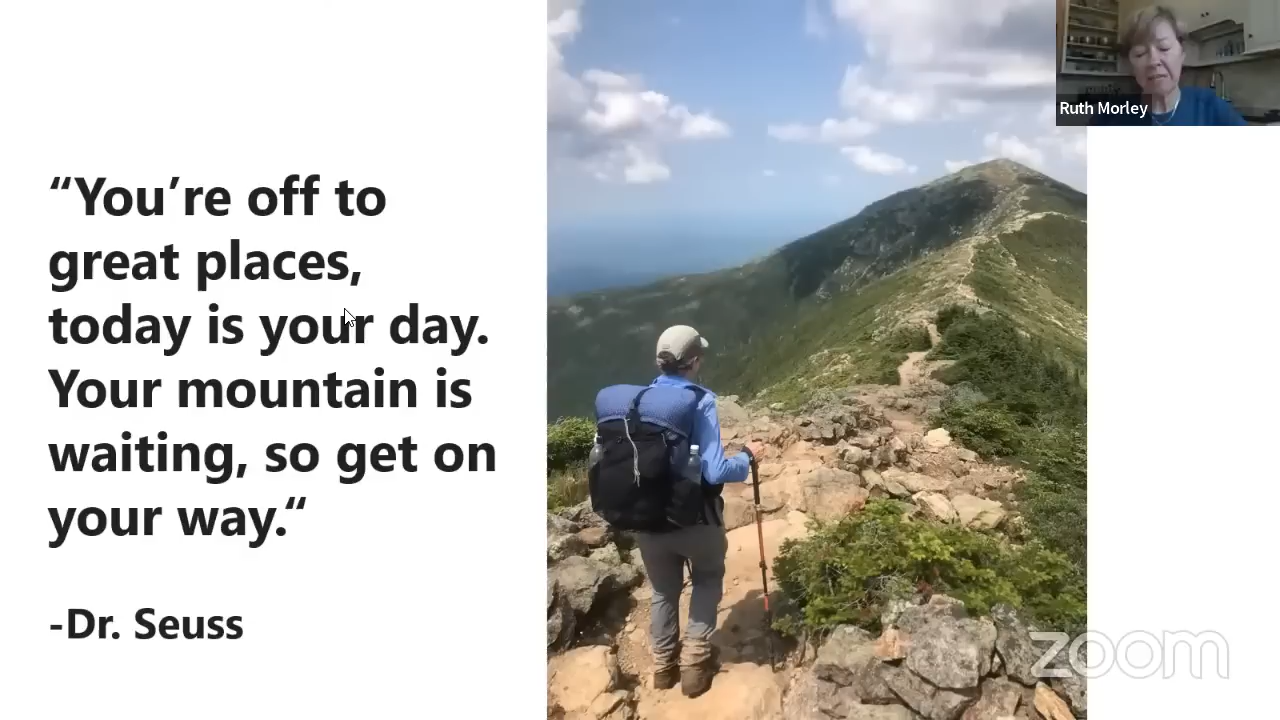 “You’re off to
great places,
today is your day.
Your mountain is
waiting, so get on
your way.“
-Dr. Seuss
Ruth Morley
zoom